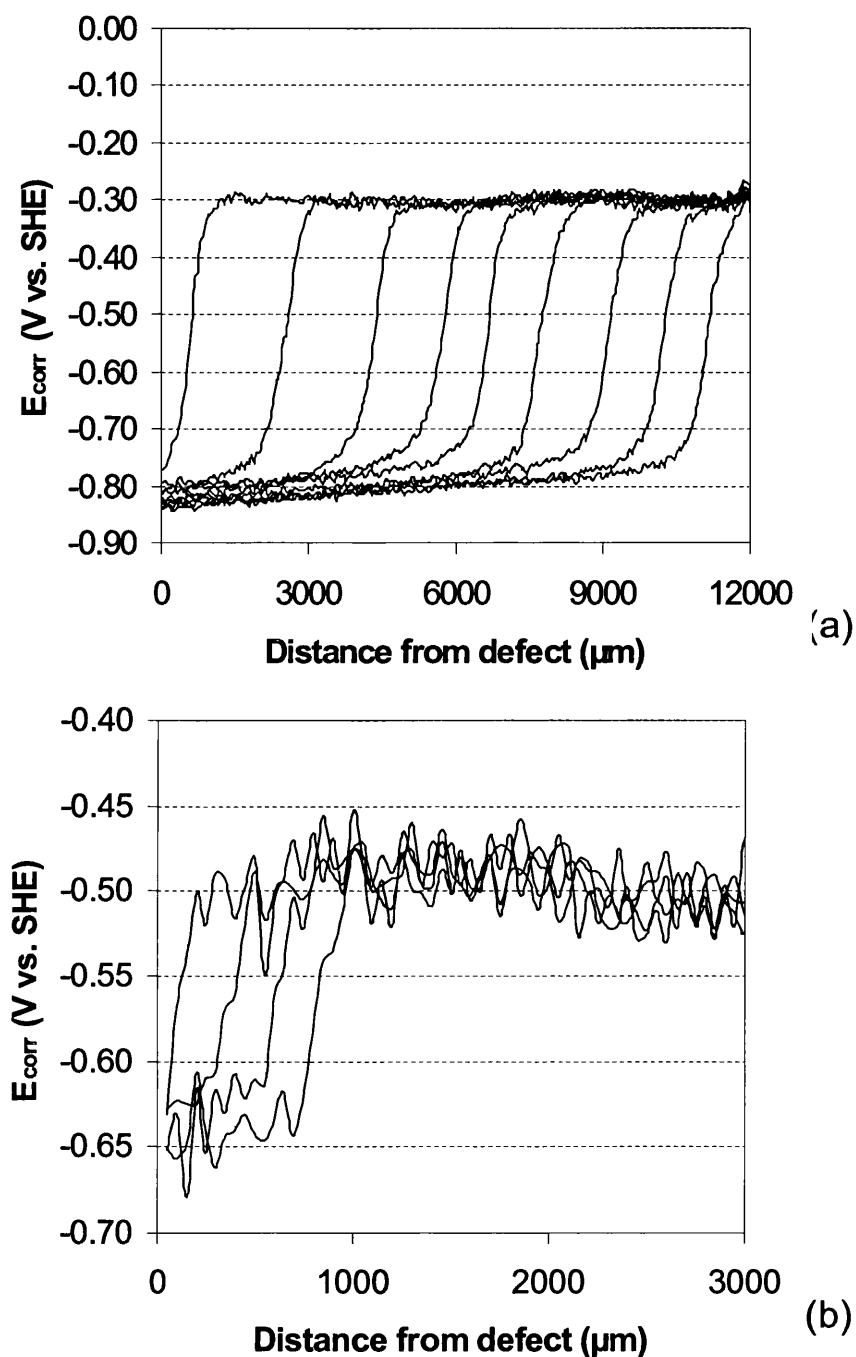 0.00
-0.10
-0.20
-0.30
-0.40
-0.50
-0.60
-0.70
-0.80
-0.90
Ecorr (V vs. SHE)
0 3000 6000 9000 12000
Distance from defect (µm)
(a)
-0.40
-0.45
-0.50
-0.55
-0.60
-0.65
-0.70
Ecorr (V vs. SHE)
0 1000 2000 3000
Distance from defect (µm)
(b)